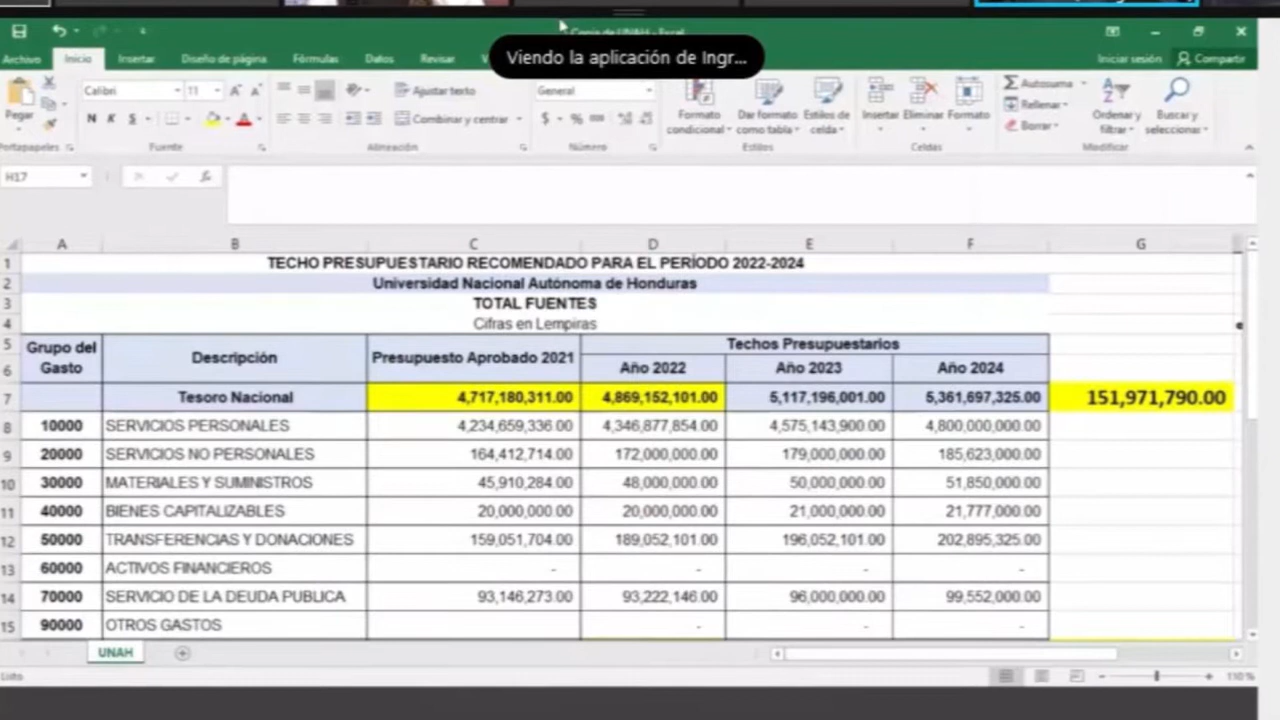 Copia de UNAH - Excel
Viendo la aplicación de Ingr...
Archivo Inicio Insertar Diseño de página Fórmulas Datos Revisar Iniciar sesión Compartir
Pegar Calibri 11 Ajustar texto General Formato condicional Dar formato como tabla Estilos de celda Insertar Eliminar Formato Autosuma Ordenar y filtrar Buscar y seleccionar
N K S Combinar y centrar $ % 000 Rellenar
Borrar
Portapapeles Fuente Alineación Número Estilos Celdas Modificar
H17 fx
A B C D E F G
1 TECHO PRESUPUESTARIO RECOMENDADO PARA EL PERÍODO 2022-2024
2 Universidad Nacional Autónoma de Honduras
3 TOTAL FUENTES
4 Cifras en Lempiras
5 Grupo del Gasto Descripción Presupuesto Aprobado 2021 Techos Presupuestarios
6 Año 2022 Año 2023 Año 2024
7 Tesoro Nacional 4,717,180,311.00 4,869,152,101.00 5,117,196,001.00 5,361,697,325.00 151,971,790.00
8 10000 SERVICIOS PERSONALES 4,234,659,336.00 4,346,877,854.00 4,575,143,900.00 4,800,000,000.00
9 20000 SERVICIOS NO PERSONALES 164,412,714.00 172,000,000.00 179,000,000.00 185,623,000.00
10 30000 MATERIALES Y SUMINISTROS 45,910,284.00 48,000,000.00 50,000,000.00 51,850,000.00
11 40000 BIENES CAPITALIZABLES 20,000,000.00 20,000,000.00 21,000,000.00 21,777,000.00
12 50000 TRANSFERENCIAS Y DONACIONES 159,051,704.00 189,052,101.00 196,052,101.00 202,895,325.00
13 60000 ACTIVOS FINANCIEROS - - - -
14 70000 SERVICIO DE LA DEUDA PUBLICA 93,146,273.00 93,222,146.00 96,000,000.00 99,552,000.00
15 90000 OTROS GASTOS - - -
UNAH
Listo 110 %